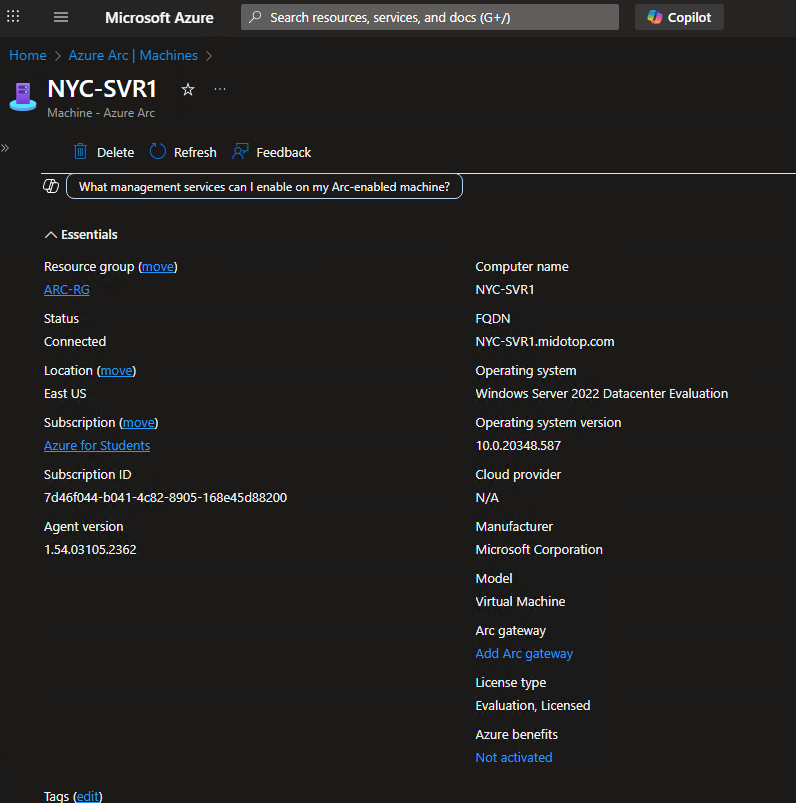 Microsoft Azure
Search resources, services, and docs (G+/)
Copilot
Home > Azure Arc | Machines >
NYC-SVR1
Machine - Azure Arc
Delete
Refresh
Feedback
What management services can I enable on my Arc-enabled machine?
Essentials
Resource group (move)
ARC-RG
Status
Connected
Location (move)
East US
Subscription (move)
Azure for Students
Subscription ID
7d46f044-b041-4c82-8905-168e45d88200
Agent version
1.54.03105.2362
Computer name
NYC-SVR1
FQDN
NYC-SVR1.midotop.com
Operating system
Windows Server 2022 Datacenter Evaluation
Operating system version
10.0.20348.587
Cloud provider
N/A
Manufacturer
Microsoft Corporation
Model
Virtual Machine
Arc gateway
Add Arc gateway
License type
Evaluation, Licensed
Azure benefits
Not activated
Tags (edit)